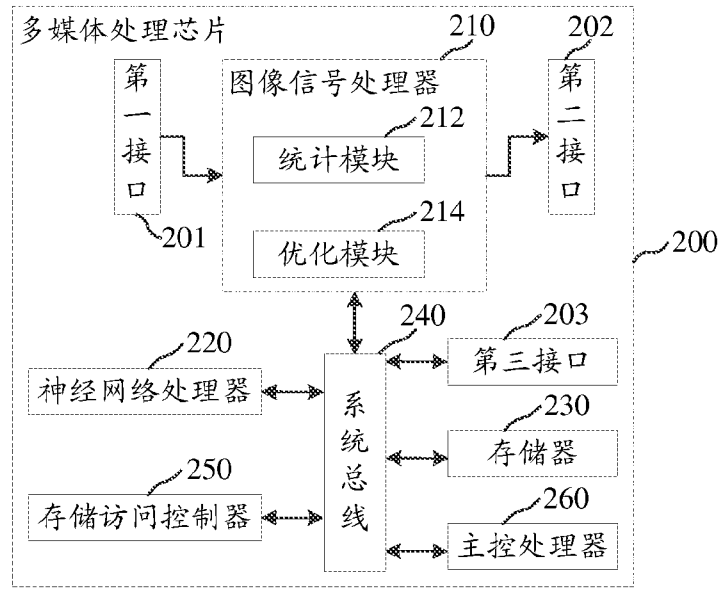 多媒体处理芯片
210
202
第一接口
图像信号处理器
第二接口
212
统计模块
201
214
优化模块
200
240
203
220
第三接口
神经网络处理器
系统总线
230
存储器
250
存储访问控制器
260
主控处理器